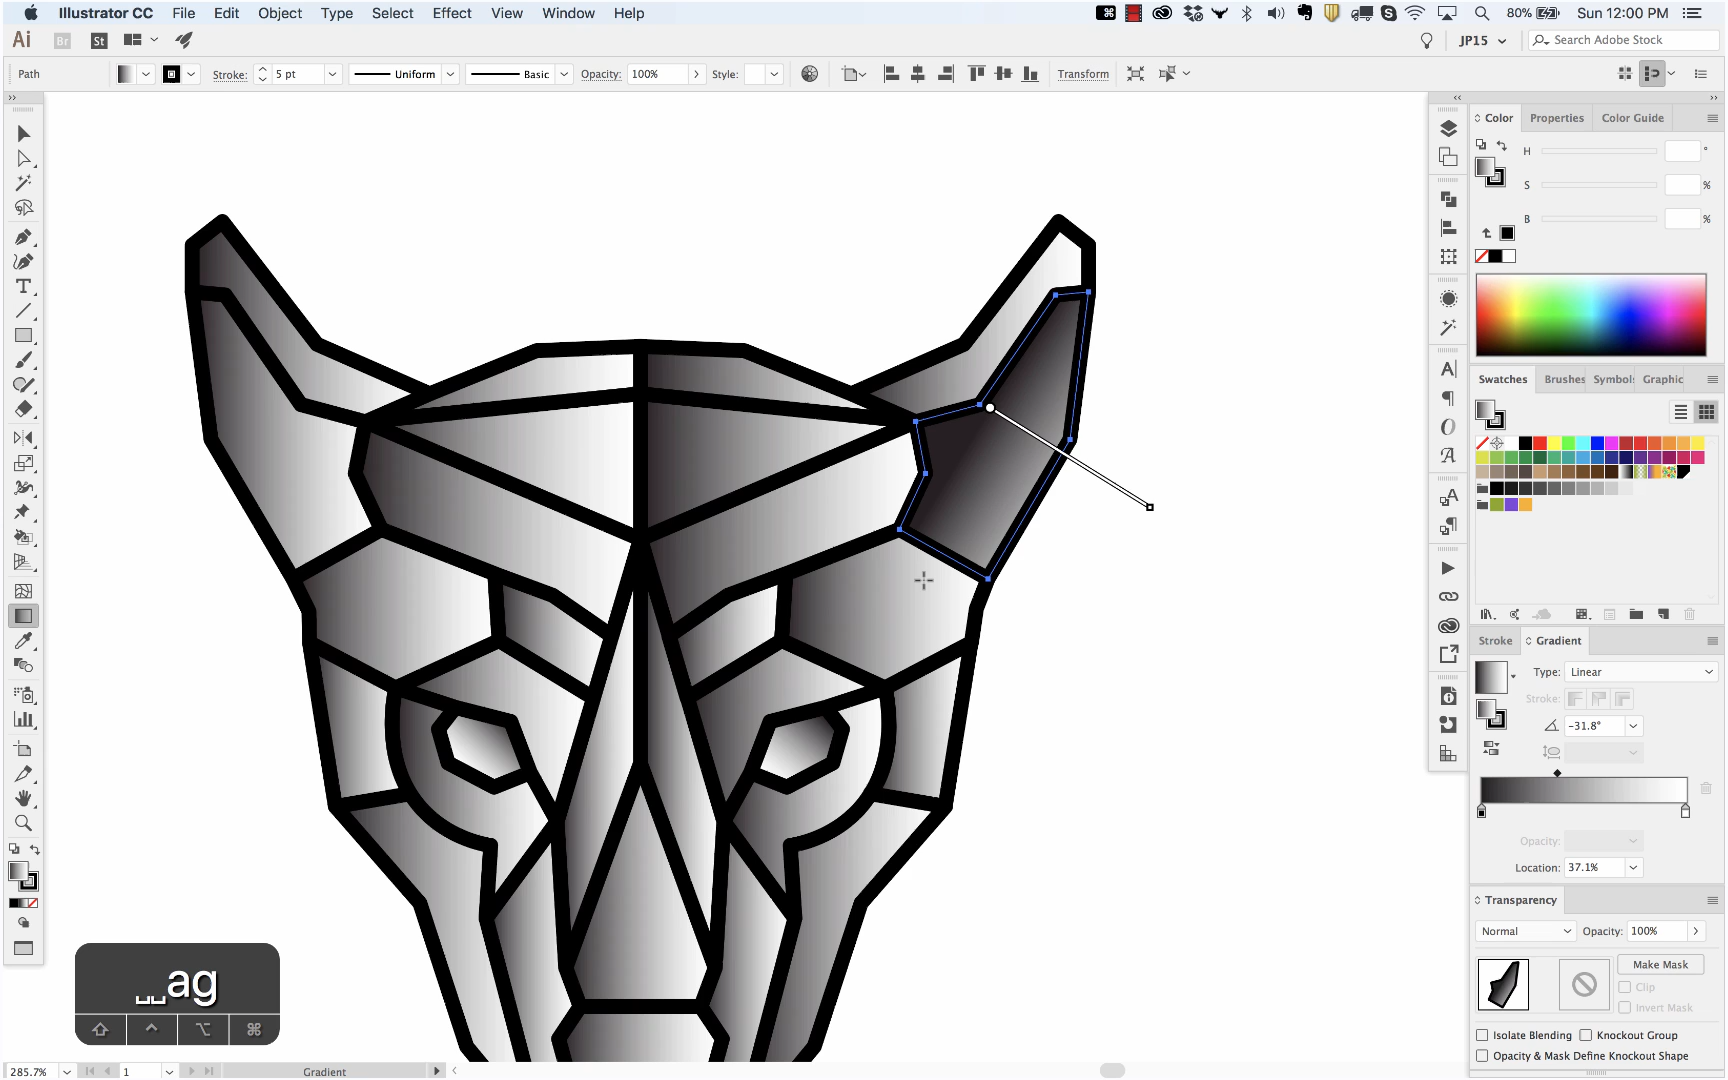 Illustrator CC File Edit Object Type Select Effect View Window Help 80% Sun 12:00 PM
Ai Br St JP15 Search Adobe Stock
Path Stroke: 5 pt Uniform Basic Opacity: 100% Style: Transform
Color Properties Color Guide
H °
S %
B %
Swatches Brushes Symbol Graphic
Stroke Gradient
Type: Linear
Stroke:
-31.8°
Opacity:
Location: 37.1%
Transparency
Normal Opacity: 100%
Make Mask
Clip
Invert Mask
Isolate Blending Knockout Group
Opacity & Mask Define Knockout Shape
ag
285.7% 1 Gradient